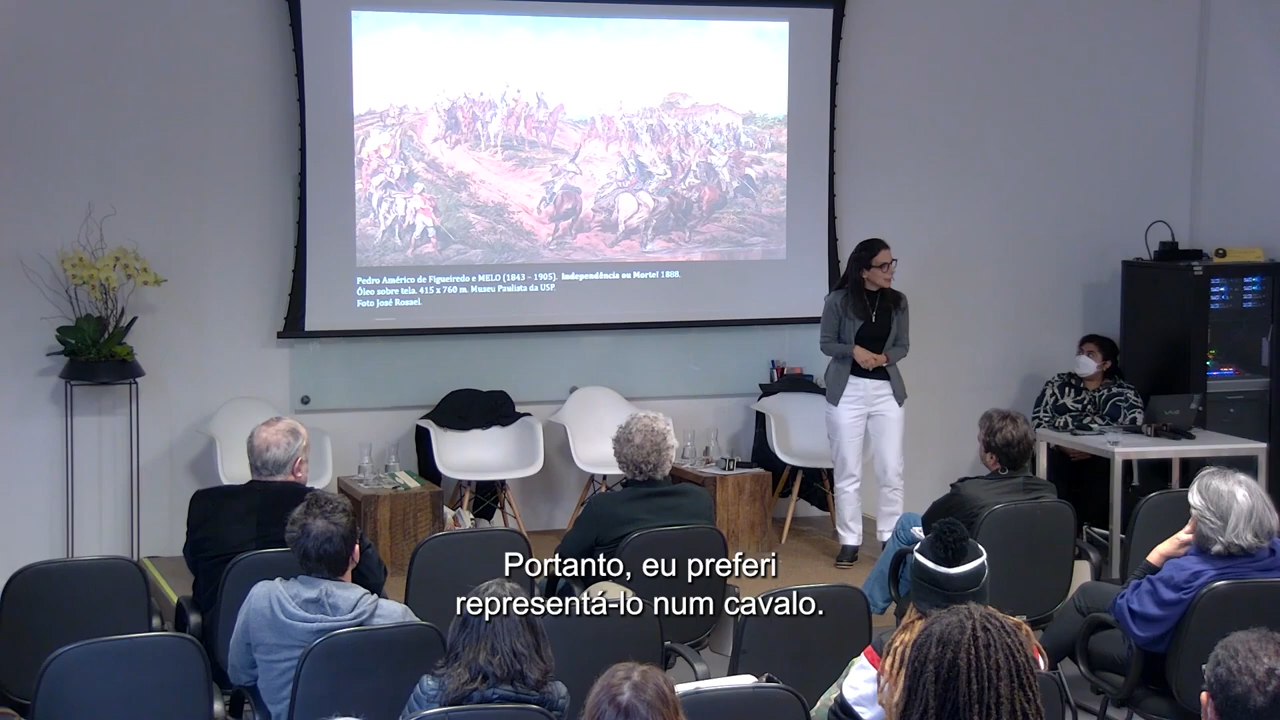 Pedro Américo de Figueiredo e MELO (1843 – 1905). Independência ou Morte! 1888.
Óleo sobre tela. 415 x 760 m. Museu Paulista da USP.
Foto José Rosael.
VAIO
Portanto, eu preferi
representá-lo num cavalo.